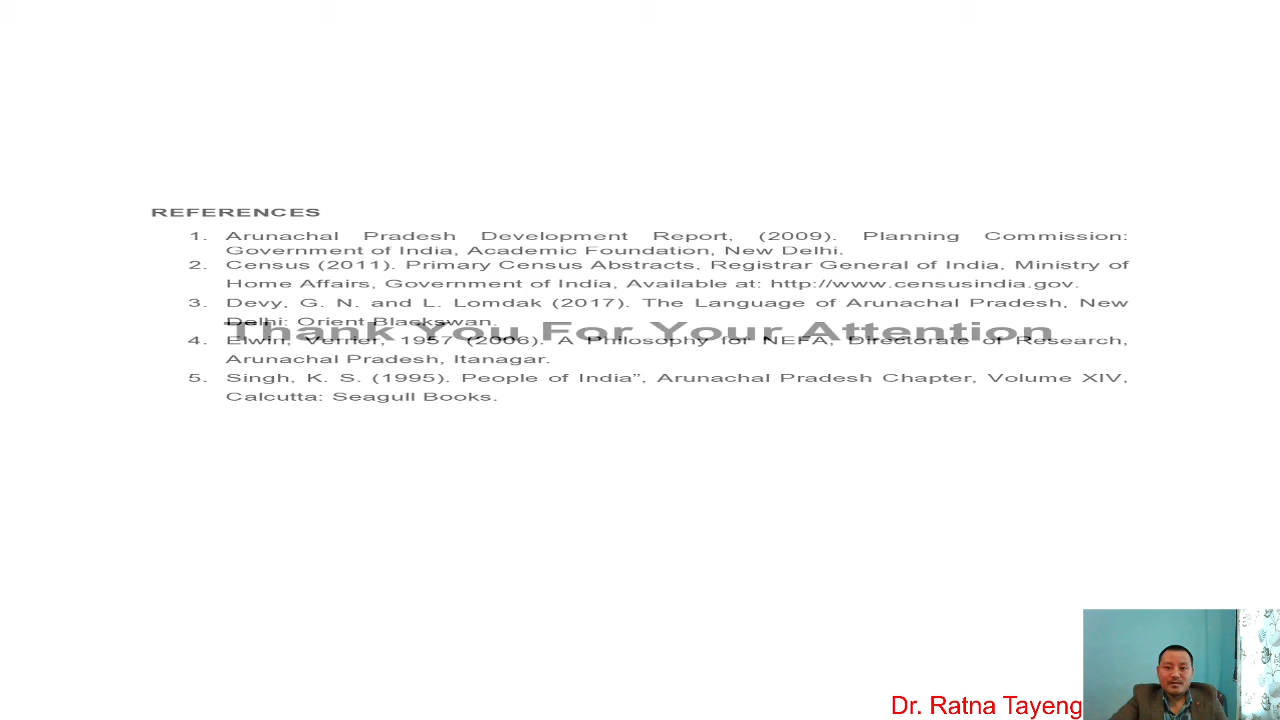 REFERENCES
1. Arunachal Pradesh Development Report, (2009). Planning Commission:
Government of India, Academic Foundation, New Delhi.
2. Census (2011). Primary Census Abstracts, Registrar General of India, Ministry of
Home Affairs, Government of India, Available at: http://www.censusindia.gov.
3. Devy, G. N. and L. Lomdak (2017). The Language of Arunachal Pradesh, New
Delhi: Orient Blackswan.
Thank You For Your Attention
4. Elwin, Verrier, 1957 (2006). A Philosophy for NEFA, Directorate of Research,
Arunachal Pradesh, Itanagar.
5. Singh, K. S. (1995). People of India”, Arunachal Pradesh Chapter, Volume XIV,
Calcutta: Seagull Books.
Dr. Ratna Tayeng